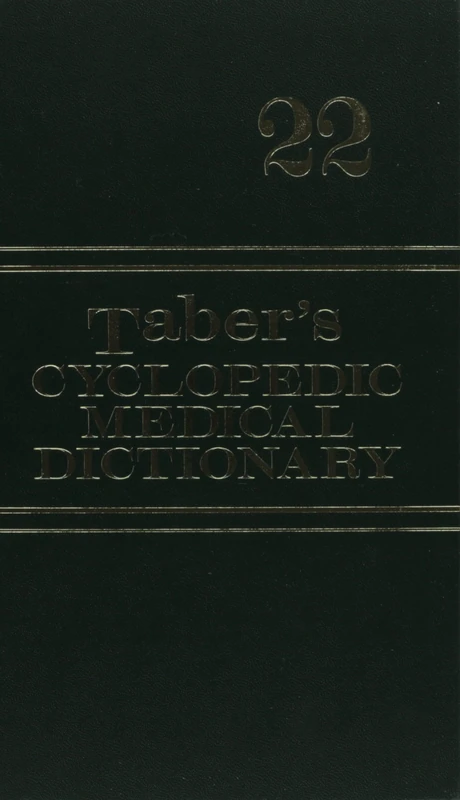 22
Taber's
CYCLOPEDIC
MEDICAL
DICTIONARY